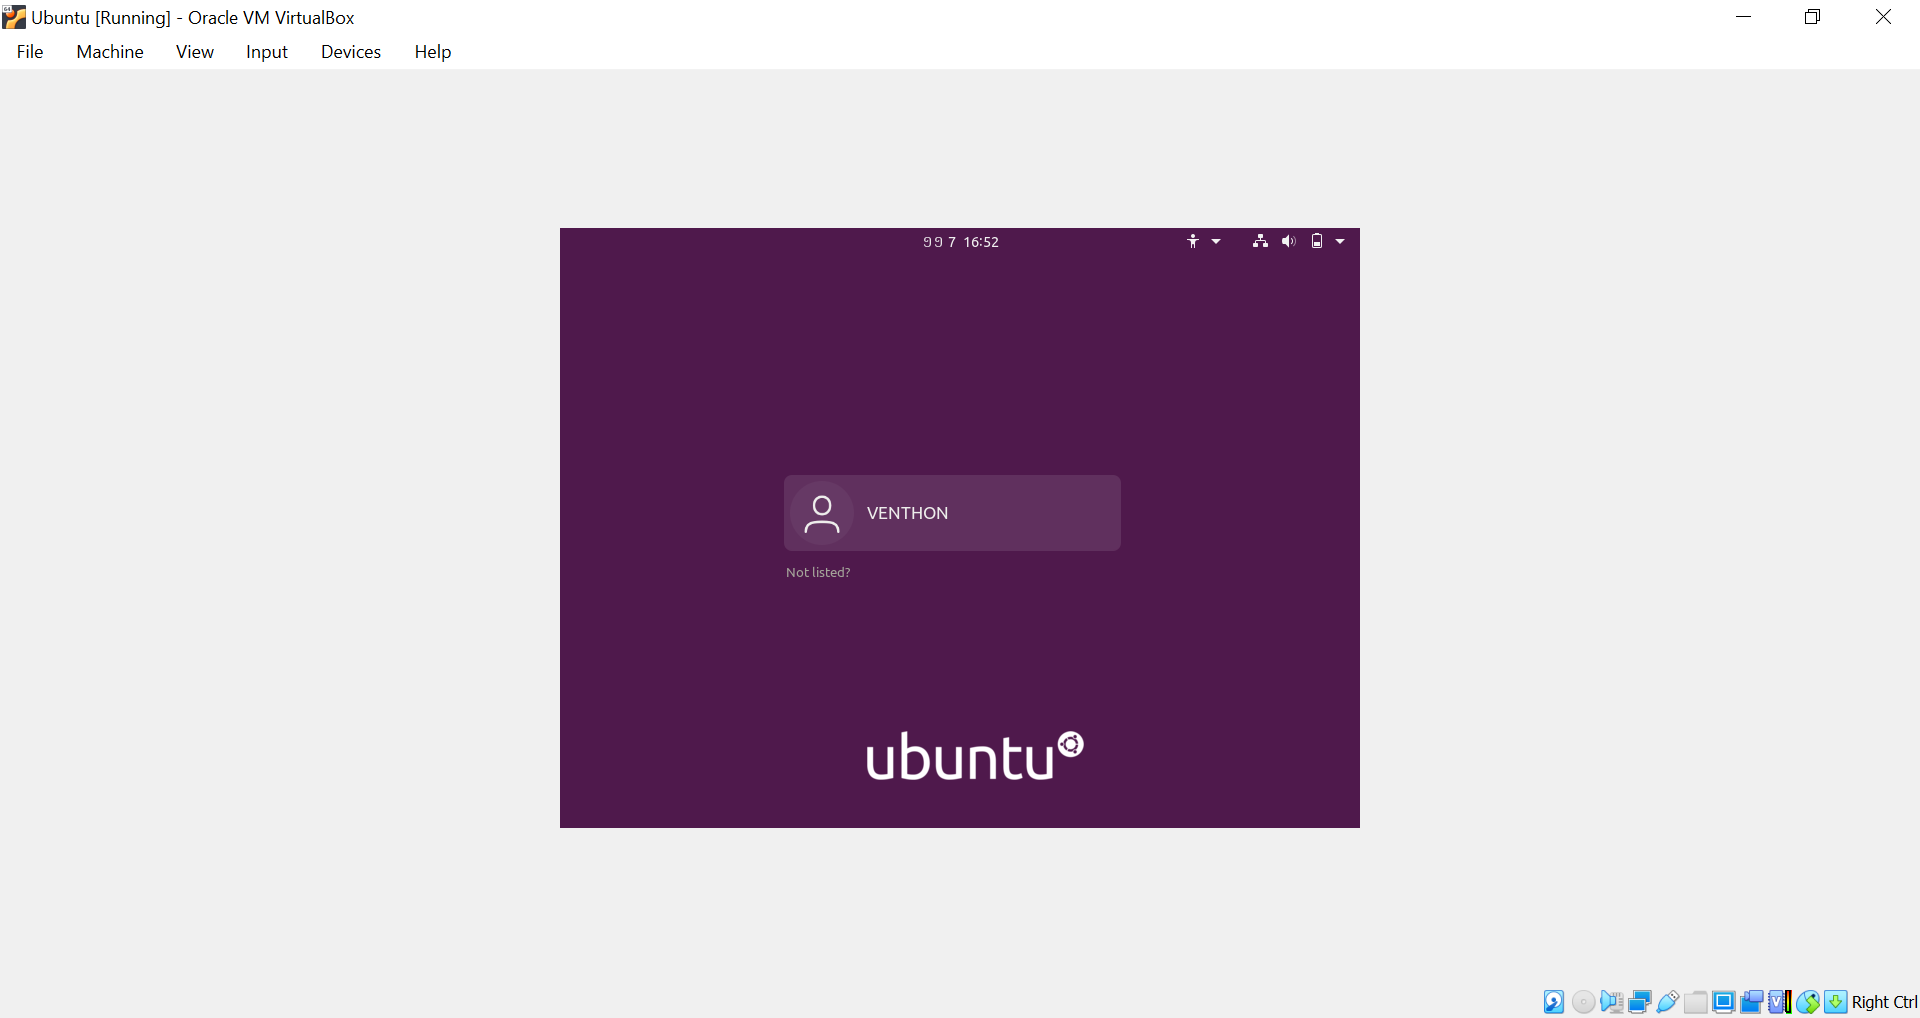 Ubuntu [Running] - Oracle VM VirtualBox
File Machine View Input Devices Help
7 16:52
VENTHON
Not listed?
ubuntu
Right Ctrl